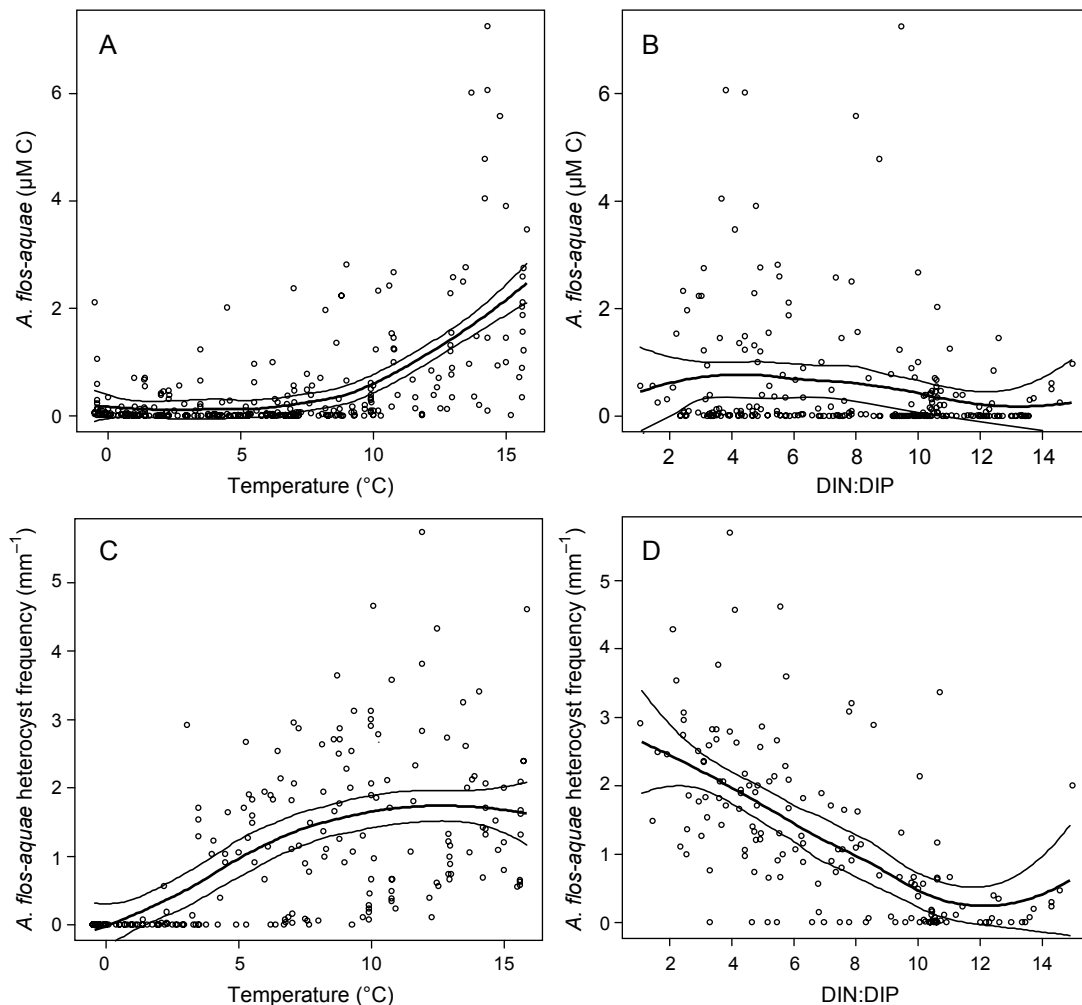 A
A. flos-aquae (µM C)
6
4
2
0
0 5 10 15
Temperature (°C)
B
A. flos-aquae (µM C)
6
4
2
0
2 4 6 8 10 12 14
DIN:DIP
C
A. flos-aquae heterocyst frequency (mm⁻¹)
5
4
3
2
1
0
0 5 10 15
Temperature (°C)
D
A. flos-aquae heterocyst frequency (mm⁻¹)
5
4
3
2
1
0
2 4 6 8 10 12 14
DIN:DIP